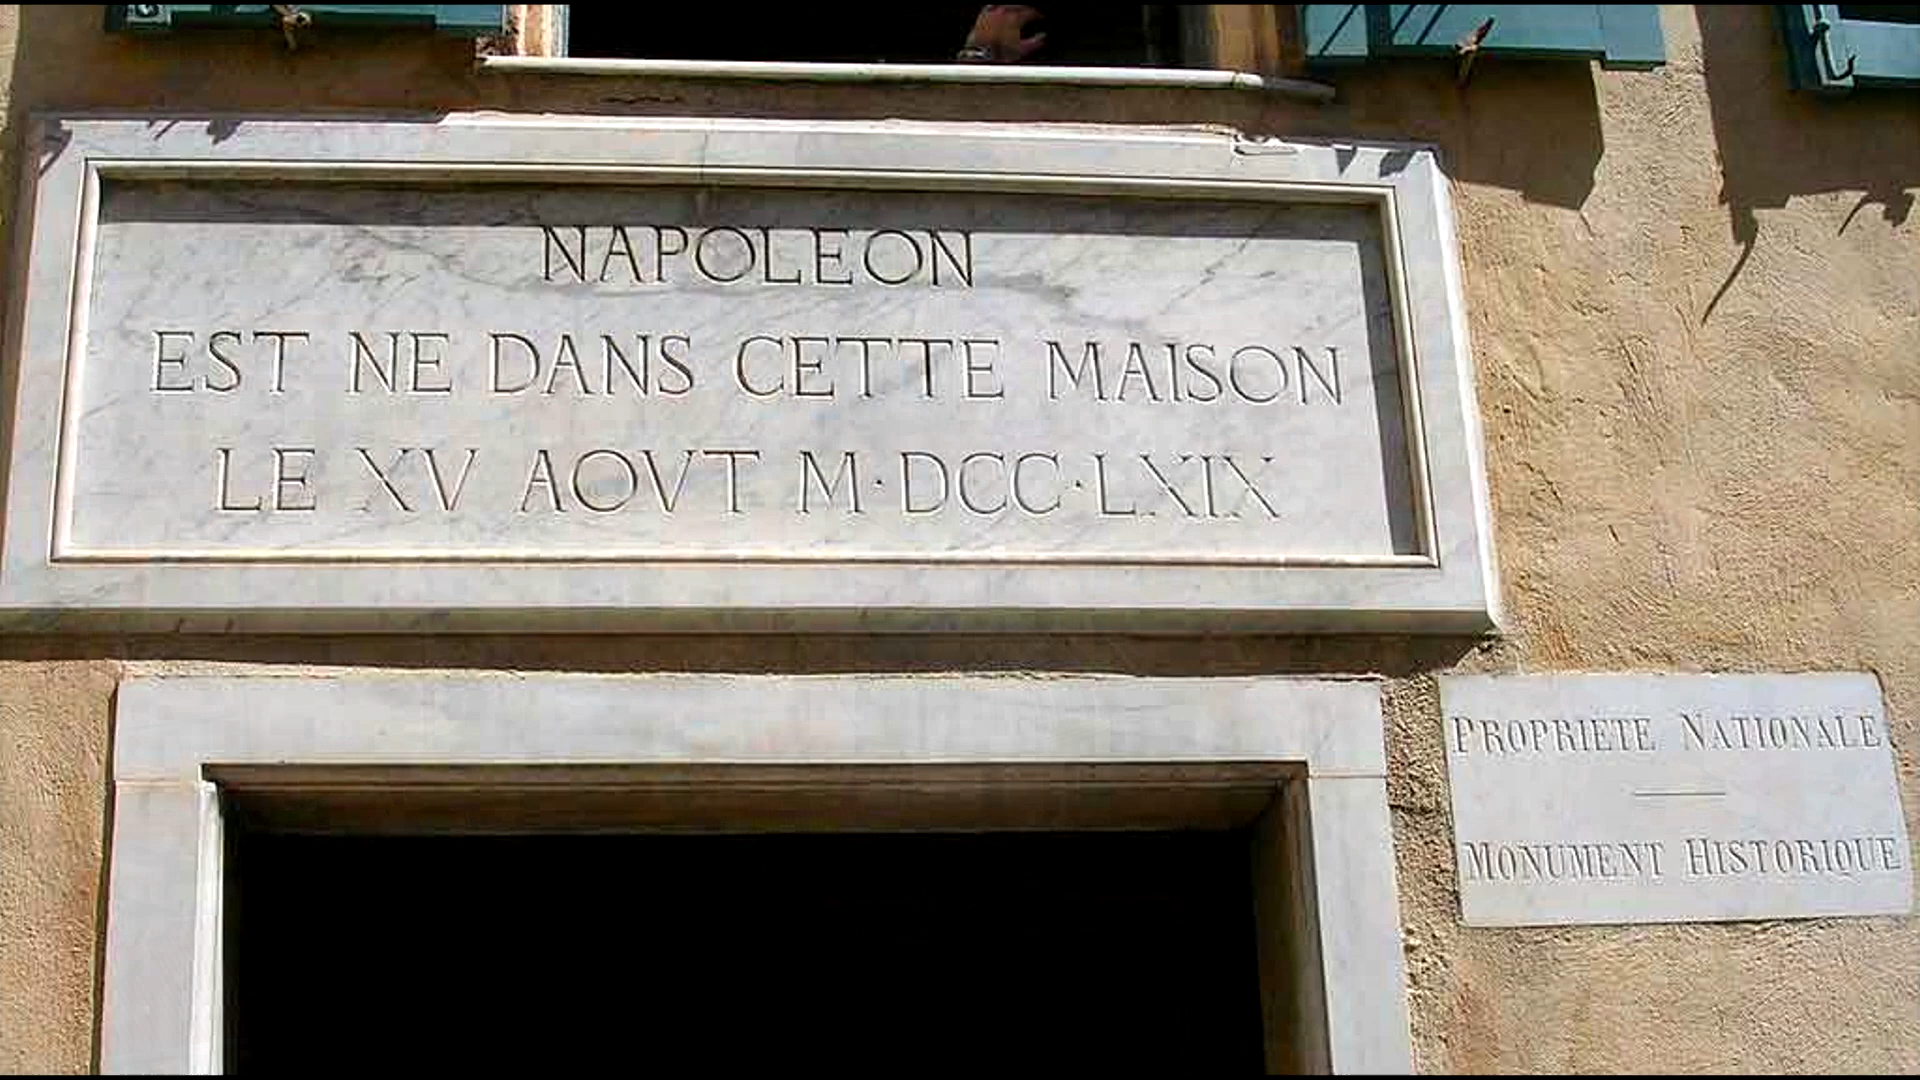 NAPOLEON
EST NE DANS CETTE MAISON
LE XV AOVT M·DCC·LXIX
PROPRIETE NATIONALE
MONUMENT HISTORIQUE